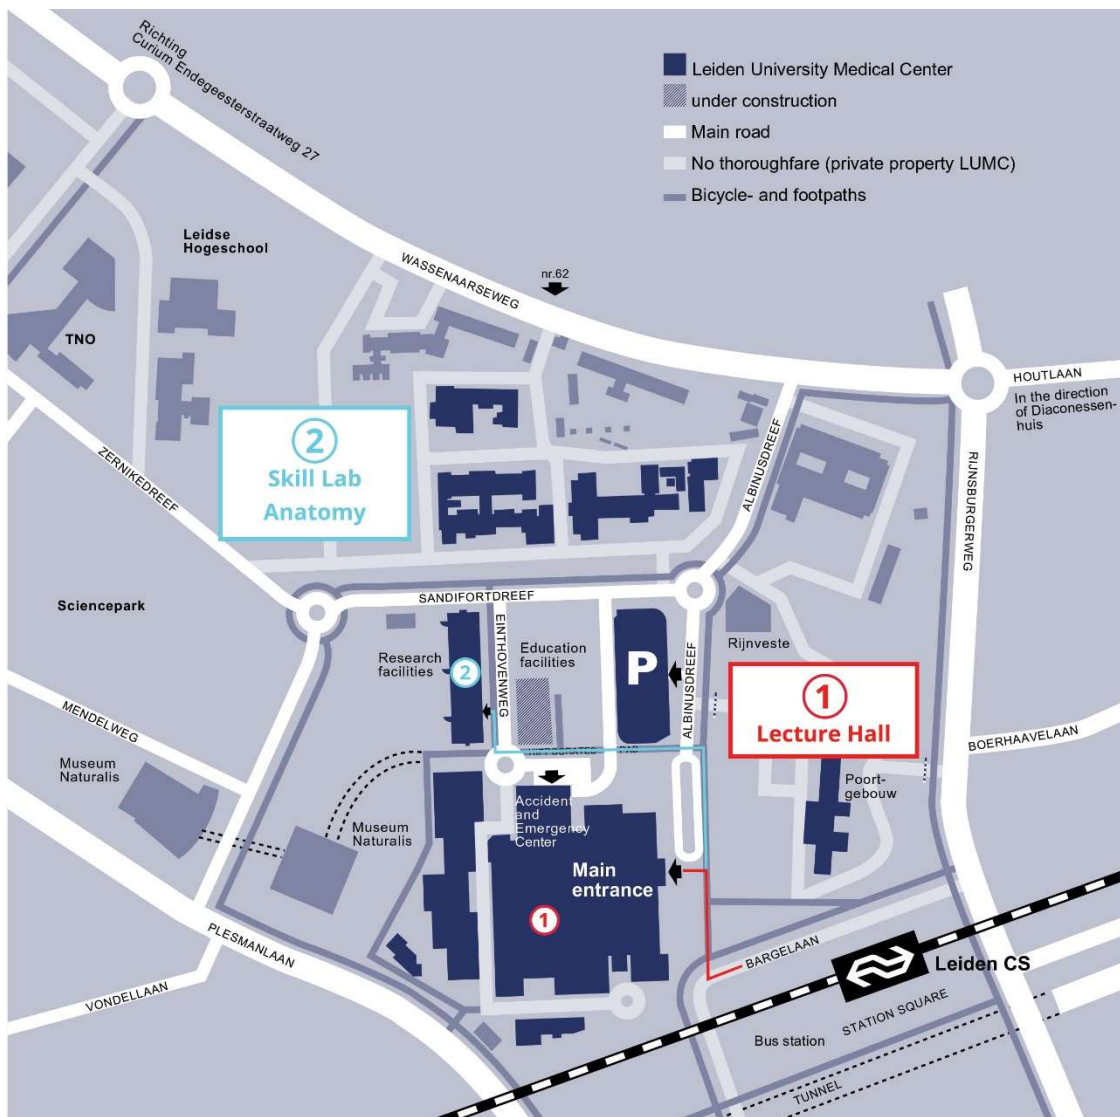 Richting
Curium Endegeesterstraatweg 27
Leiden University Medical Center
under construction
Main road
No thoroughfare (private property LUMC)
Bicycle- and footpaths
Leidse
Hogeschool
WASSENAARSEWEG
nr.62
TNO
HOUTLAAN
In the direction
of Diaconessen-
huis
2
Skill Lab
Anatomy
ZERNIKEDREEF
ALBINUSDREEF
RIJNSBURGERWEG
Sciencepark
SANDIFORTDREEF
EINTHOVENWEG
Education
facilities
Research
facilities
2
P
ALBINUSDREEF
Rijnveste
1
Lecture Hall
MENDELWEG
BOERHAAVELAAN
HIPPOCRATES PAD
Museum
Naturalis
Poort-
gebouw
Accident
and
Emergency
Center
Museum
Naturalis
Main
entrance
1
PLESMANLAAN
BARGELAAN
Leiden CS
VONDELLAAN
STATION SQUARE
Bus station
TUNNEL